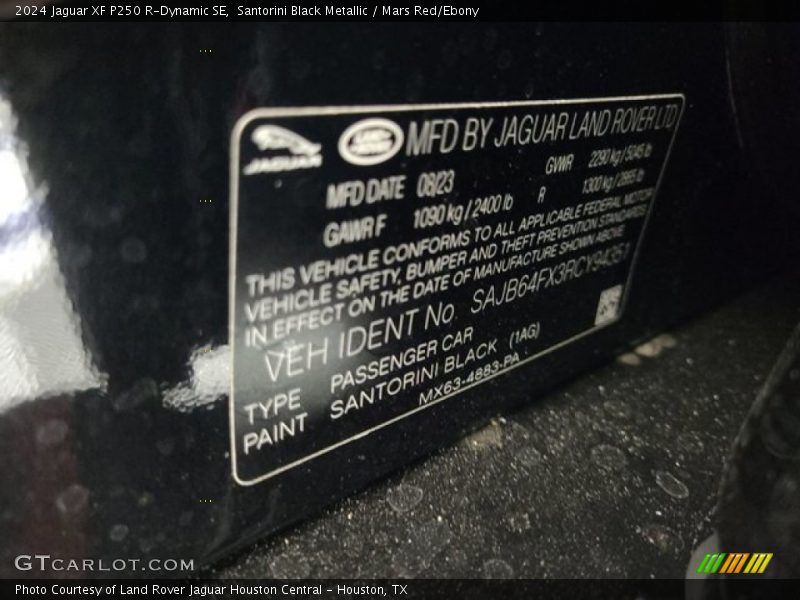 2024 Jaguar XF P250 R-Dynamic SE,  Santorini Black Metallic / Mars Red/Ebony
JAGUAR LAND ROVER MFD BY JAGUAR LAND ROVER LTD
MFD DATE 08/23 GVWR 2290 kg / 5045 lb
GAWR F 1090 kg / 2400 lb R 1300 kg / 2865 lb
THIS VEHICLE CONFORMS TO ALL APPLICABLE FEDERAL MOTOR
VEHICLE SAFETY, BUMPER AND THEFT PREVENTION STANDARDS
IN EFFECT ON THE DATE OF MANUFACTURE SHOWN ABOVE
VEH IDENT No SAJB64FX3RCY94351
TYPE PASSENGER CAR
PAINT SANTORINI BLACK (1AG)
MX63-4883-PA
GTCARLOT.COM
Photo Courtesy of Land Rover Jaguar Houston Central - Houston, TX